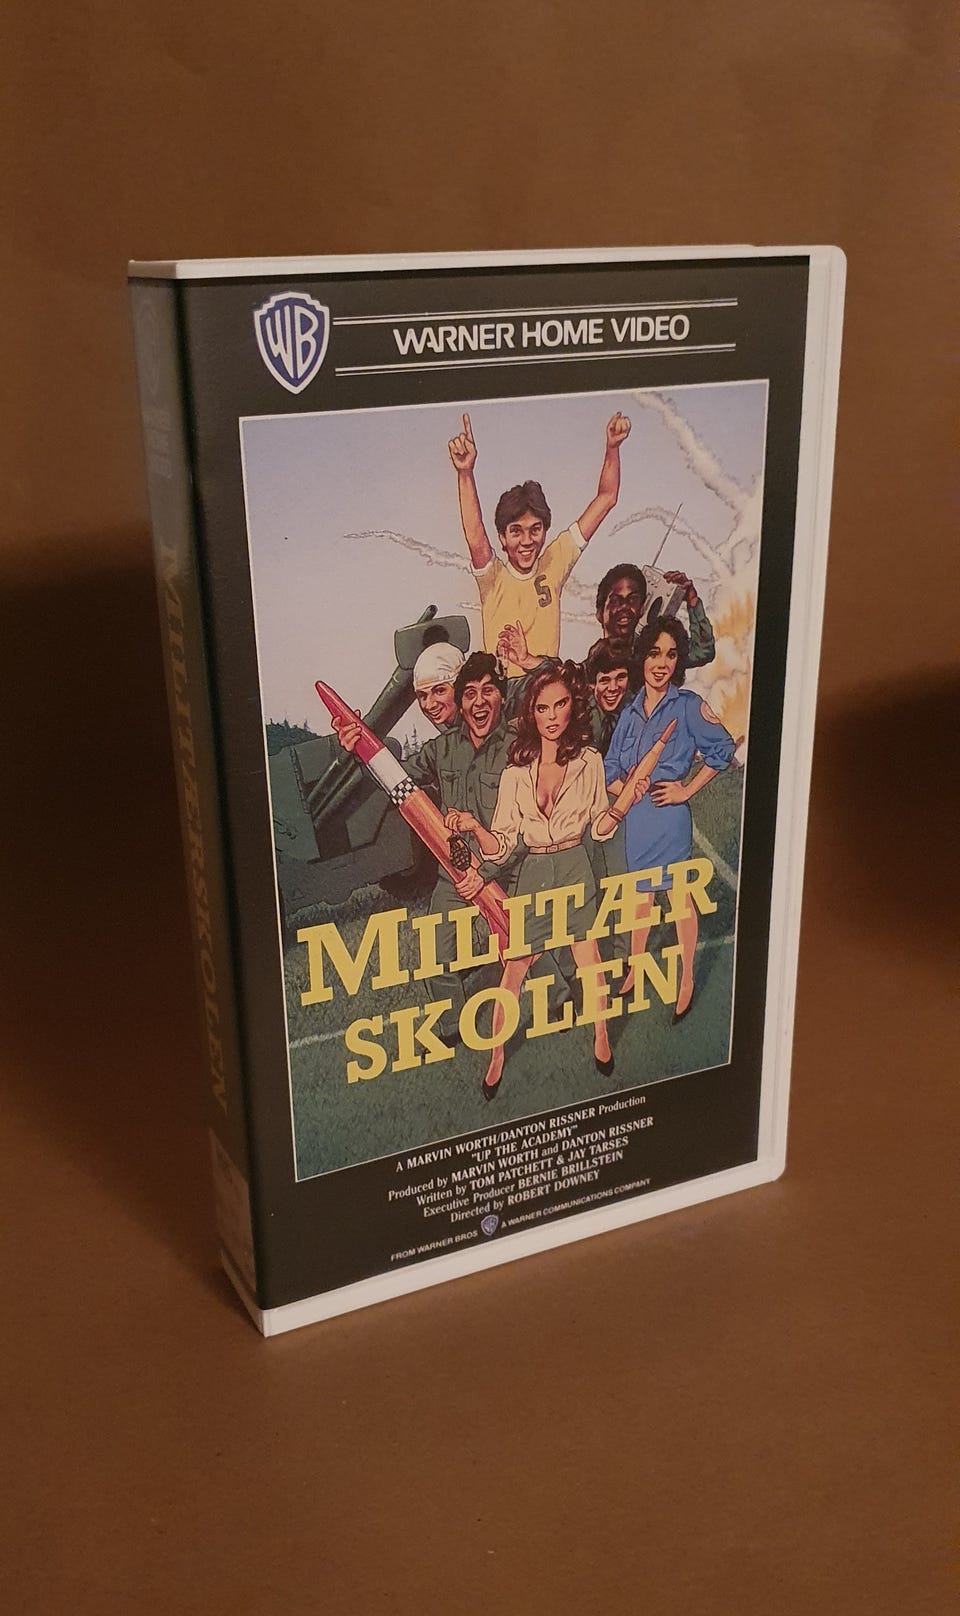 WB
WARNER HOME VIDEO
5
MILITÆR
SKOLEN
A MARVIN WORTH/DANTON RISSNER Production
"UP THE ACADEMY"
Produced by MARVIN WORTH and DANTON RISSNER
Written by TOM PATCHETT & JAY TARSES
Executive Producer BERNIE BRILLSTEIN
Directed by ROBERT DOWNEY
FROM WARNER BROS WB A WARNER COMMUNICATIONS COMPANY
MILITÆRSKOLEN